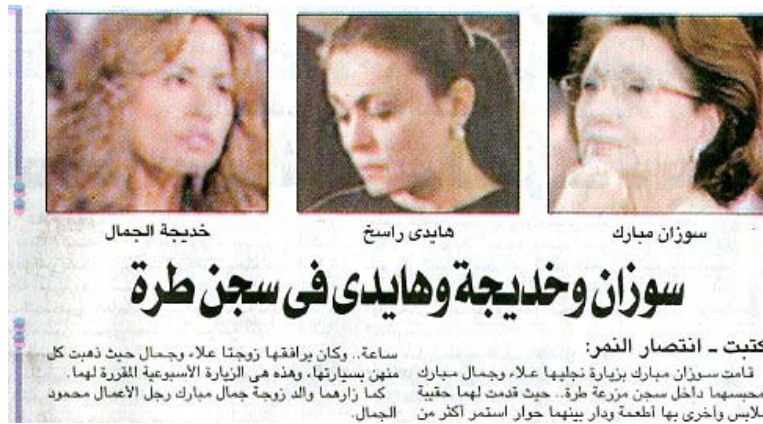 سوزان مبارك
هايدى راسخ
خديجة الجمال
سوزان وخديجة وهايدى فى سجن طرة
كتبت ـ انتصار النمر:
قامت سوزان مبارك بزيارة نجليها علاء وجمال مبارك
بمحبسهما داخل سجن مزرعة طرة.. حيث قدمت لهما حقيبة
ملابس وأخرى بها أطعمة ودار بينهما حوار استمر أكثر من
ساعة.. وكان يرافقها زوجتا علاء وجمال حيث ذهبت كل
منهن بسيارتها، وهذه هى الزيارة الأسبوعية المقررة لهما.
كما زارهما والد زوجة جمال مبارك رجل الأعمال محمود
الجمال.